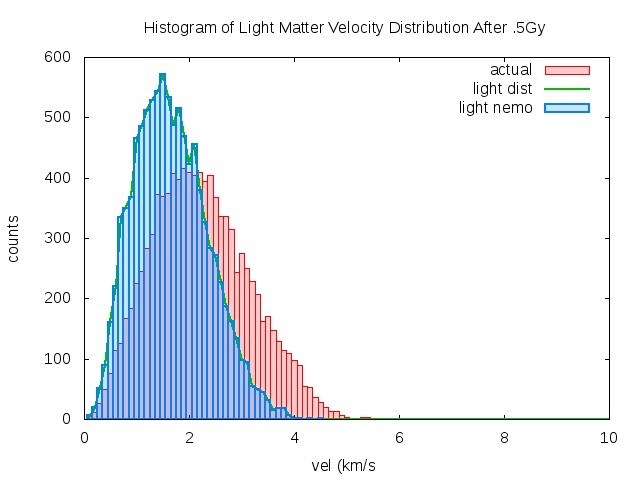 Histogram of Light Matter Velocity Distribution After .5Gy
600
500
400
300
200
100
0
counts
actual
light dist
light nemo
0 2 4 6 8 10
vel (km/s